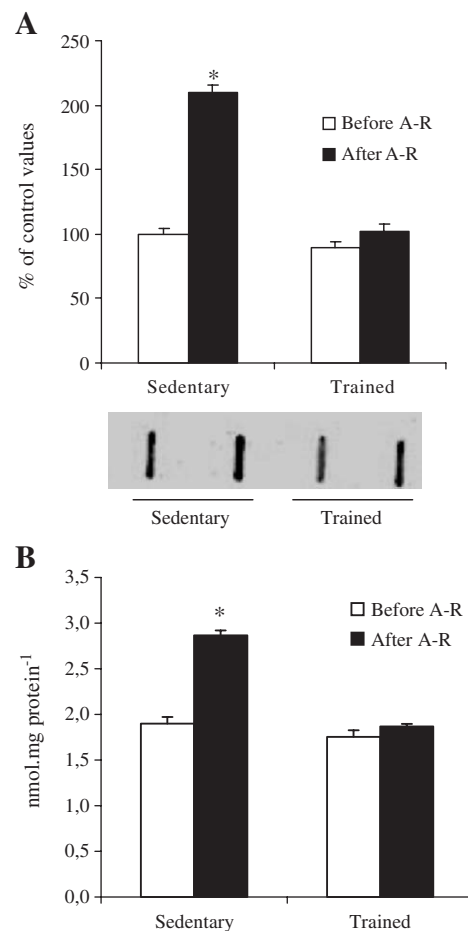 A
250
200
150
100
50
0
% of control values
*
Before A-R
After A-R
Sedentary Trained
Sedentary Trained
B
3,5
3,0
2,5
2,0
1,5
1,0
0,5
0,0
nmol.mg protein⁻¹
*
Before A-R
After A-R
Sedentary Trained